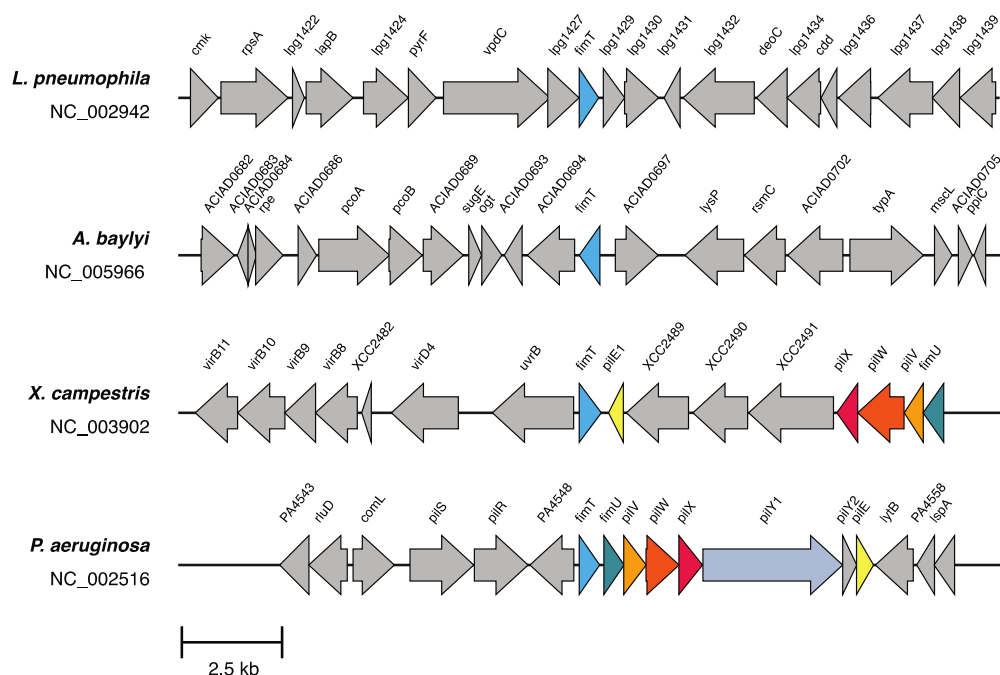 cmk rpsA lpg1422 lapB lpg1424 pyrF vpdC lpg1427 fimT lpg1429 lpg1430 lpg1431 lpg1432 deoC lpg1434 cdd lpg1436 lpg1437 lpg1438 lpg1439
L. pneumophila
NC_002942
ACIAD0682 ACIAD0683 ACIAD0684 rpe ACIAD0686 pcoA pcoB ACIAD0689 sugE ogt ACIAD0693 ACIAD0694 fimT ACIAD0697 lysP rsmC ACIAD0702 typA mscL ACIAD0705 ppiC
A. baylyi
NC_005966
virB11 virB10 virB9 virB8 XCC2482 virD4 uvrB fimT pilE1 XCC2489 XCC2490 XCC2491 pilX pilW pilV fimU
X. campestris
NC_003902
PA4543 rluD comL pilS pilR PA4548 fimT fimU pilV pilW pilX pilY1 pilY2 pilE lytB PA4558 lspA
P. aeruginosa
NC_002516
2.5 kb